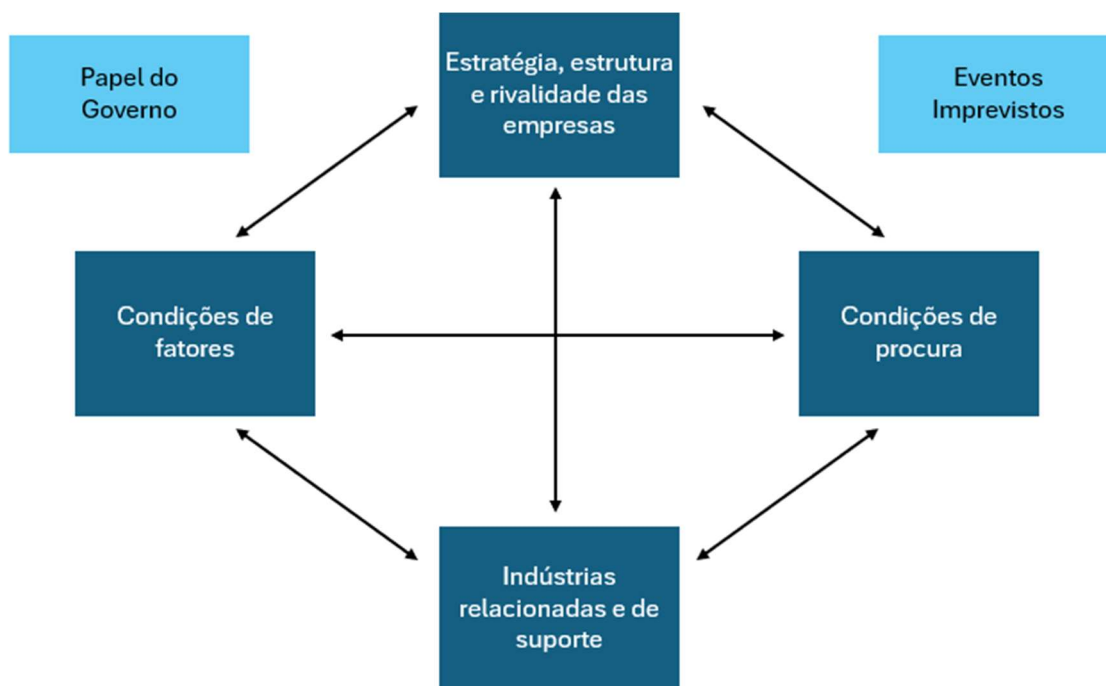 Papel do
Governo
Estratégia, estrutura
e rivalidade das
empresas
Eventos
Imprevistos
Condições de
fatores
Condições de
procura
Indústrias
relacionadas e de
suporte